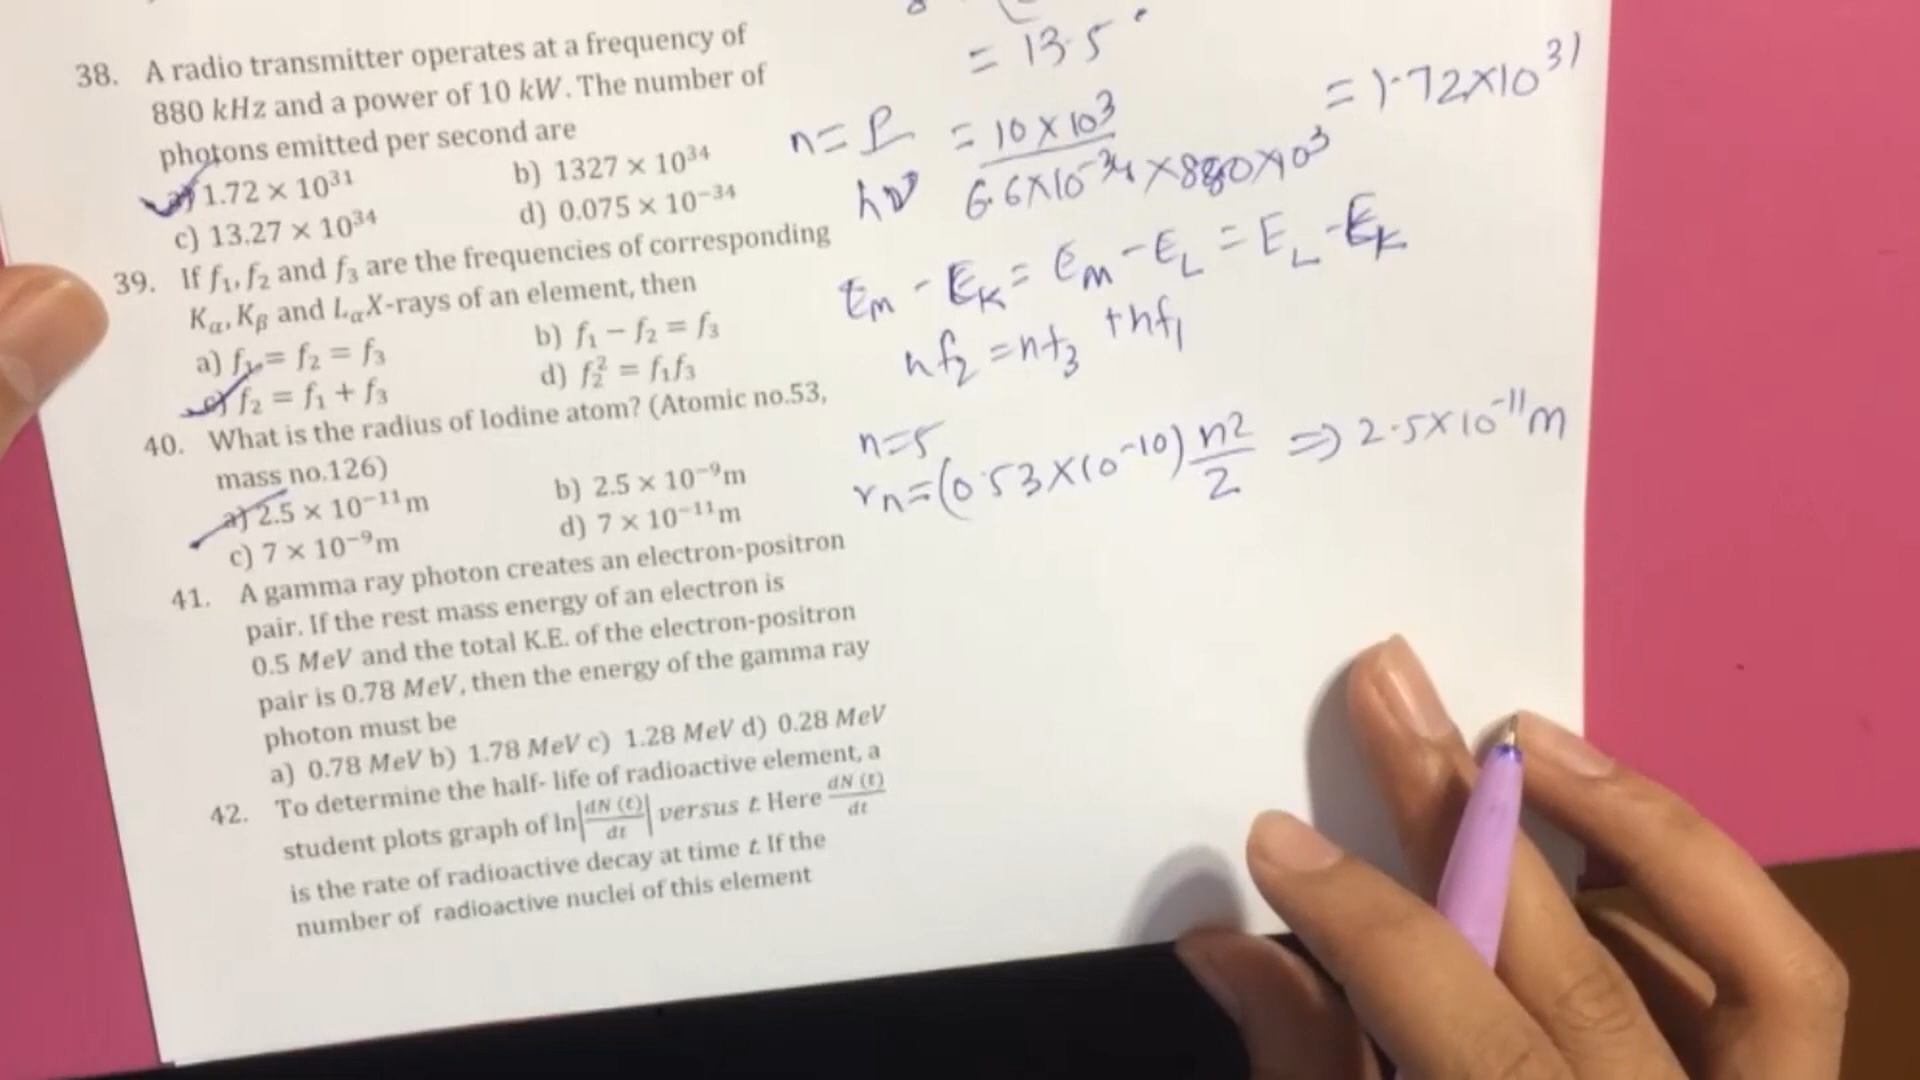 38. A radio transmitter operates at a frequency of
880 kHz and a power of 10 kW. The number of
photons emitted per second are
a) 1.72 × 10³¹ b) 1327 × 10³⁴
c) 13.27 × 10³⁴ d) 0.075 × 10⁻³⁴
39. If f₁, f₂ and f₃ are the frequencies of corresponding
Kα, Kβ and LαX-rays of an element, then
a) f₁ = f₂ = f₃ b) f₁ − f₂ = f₃
c) f₂ = f₁ + f₃ d) f₂² = f₁f₃
40. What is the radius of Iodine atom? (Atomic no.53,
mass no.126)
a) 2.5 × 10⁻¹¹m b) 2.5 × 10⁻⁹m
c) 7 × 10⁻⁹m d) 7 × 10⁻¹¹m
41. A gamma ray photon creates an electron-positron
pair. If the rest mass energy of an electron is
0.5 MeV and the total K.E. of the electron-positron
pair is 0.78 MeV, then the energy of the gamma ray
photon must be
a) 0.78 MeV b) 1.78 MeV c) 1.28 MeV d) 0.28 MeV
42. To determine the half- life of radioactive element, a
student plots graph of ln|dN (t)/dt| versus t. Here dN (t)/dt
is the rate of radioactive decay at time t. If the
number of radioactive nuclei of this element
= 13.5
n = P/hν = 10 × 10³/6.6×10⁻³⁴ × 880×10³ = 1.72×10³¹
Em − EK = Em − EL = EL − EK
hf₂ = hf₃ + hf₁
n=5
rn = (0.53×10⁻¹⁰) n²/2 ⇒ 2.5×10⁻¹¹m